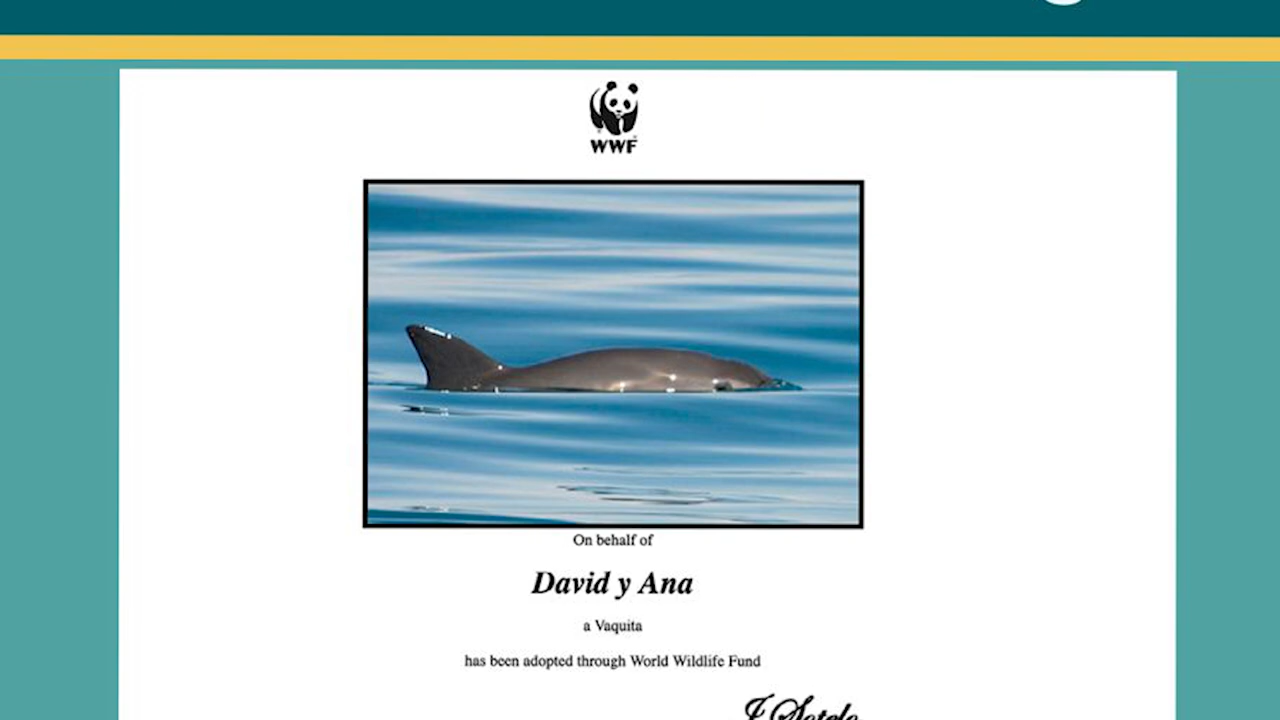 WWF
On behalf of
David y Ana
a Vaquita
has been adopted through World Wildlife Fund